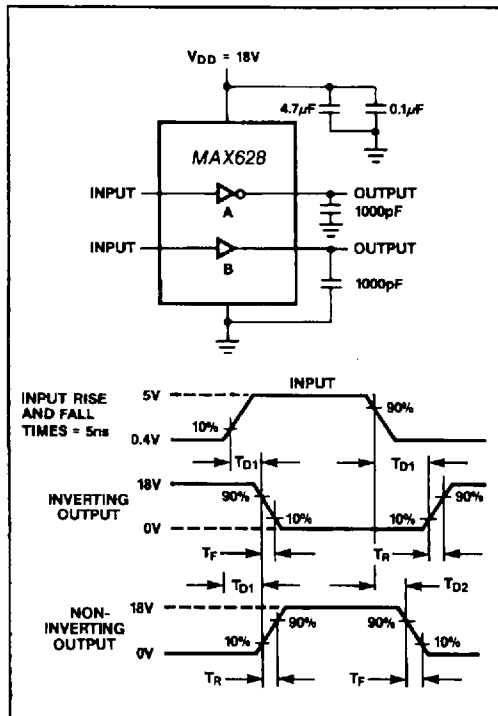 VDD = 18V
4.7µF 0.1µF
MAX628
INPUT OUTPUT
A 1000pF
INPUT OUTPUT
B 1000pF
INPUT RISE
AND FALL
TIMES = 5ns
5V INPUT
10% 90%
0.4V
TD1 TD1
INVERTING
OUTPUT
18V 90% 90%
0V 10% 10%
TF TR
TD1 TD2
NON-
INVERTING
OUTPUT
18V 90% 90%
0V 10% 10%
TR TF